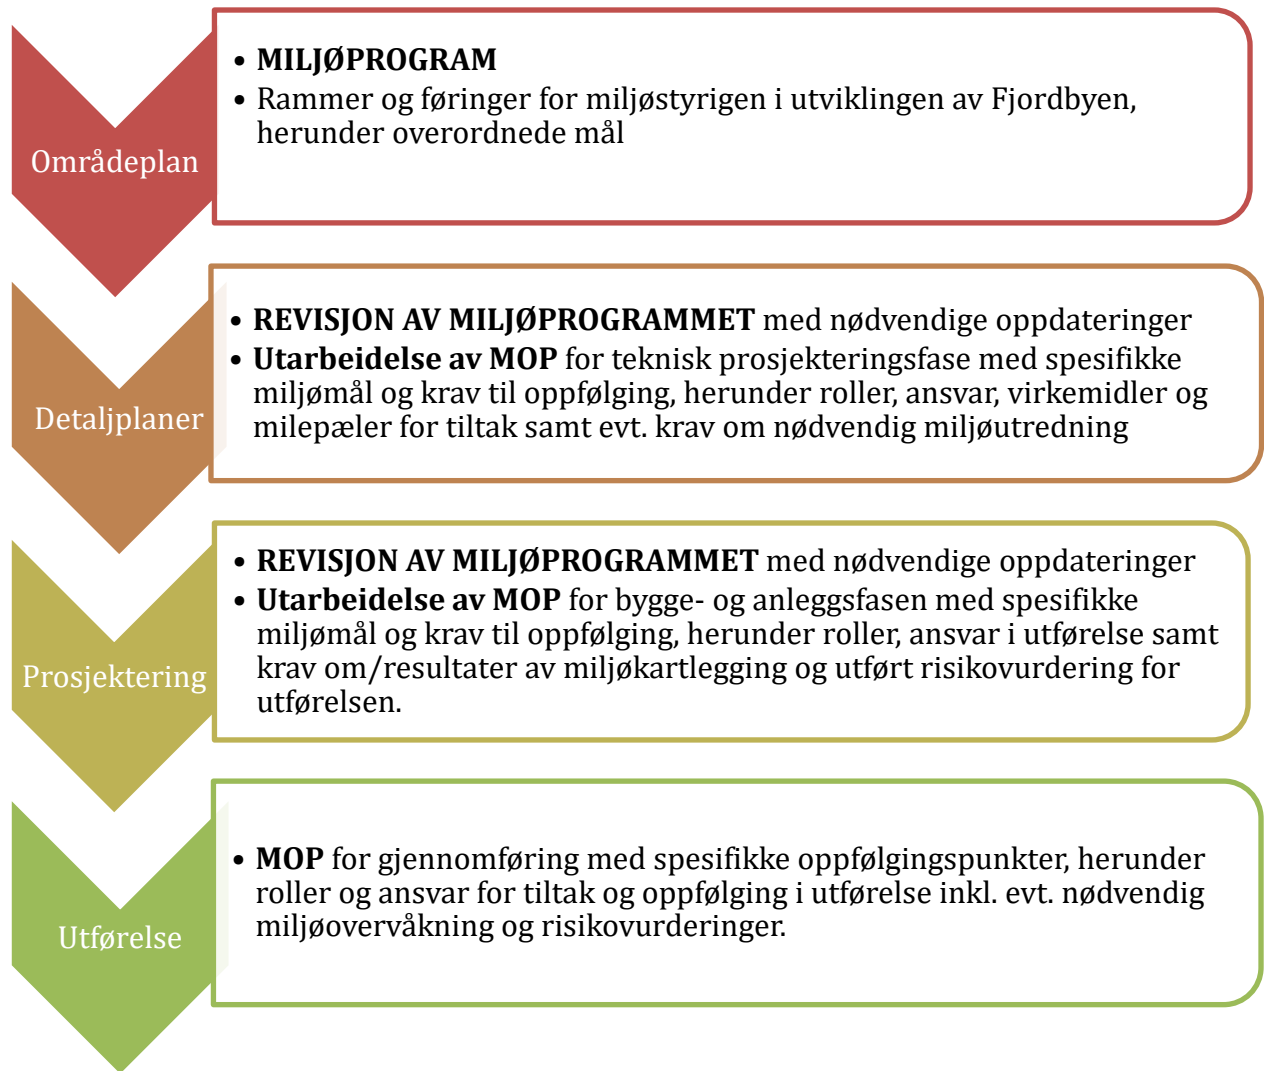 Områdeplan
• MILJØPROGRAM
• Rammer og føringer for miljøstyrigen i utviklingen av Fjordbyen,
herunder overordnede mål
Detaljplaner
• REVISJON AV MILJØPROGRAMMET med nødvendige oppdateringer
• Utarbeidelse av MOP for teknisk prosjekteringsfase med spesifikke
miljømål og krav til oppfølging, herunder roller, ansvar, virkemidler og
milepæler for tiltak samt evt. krav om nødvendig miljøutredning
Prosjektering
• REVISJON AV MILJØPROGRAMMET med nødvendige oppdateringer
• Utarbeidelse av MOP for bygge- og anleggsfasen med spesifikke
miljømål og krav til oppfølging, herunder roller, ansvar i utførelse samt
krav om/resultater av miljøkartlegging og utført risikovurdering for
utførelsen.
Utførelse
• MOP for gjennomføring med spesifikke oppfølgingspunkter, herunder
roller og ansvar for tiltak og oppfølging i utførelse inkl. evt. nødvendig
miljøovervåkning og risikovurderinger.